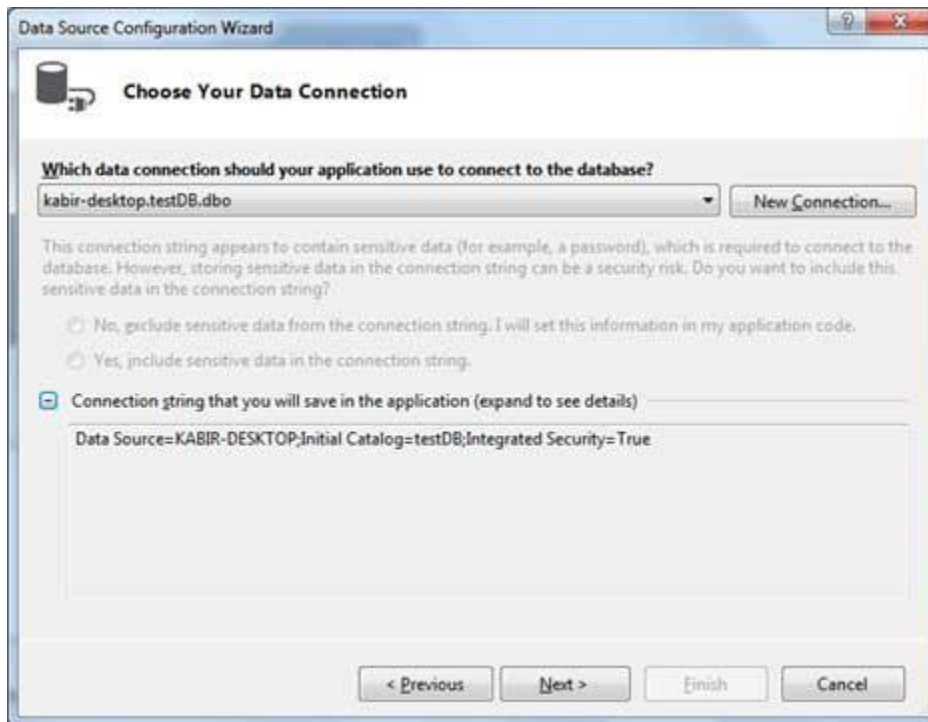 Data Source Configuration Wizard
Choose Your Data Connection
Which data connection should your application use to connect to the database?
kabir-desktop.testDB.dbo
New Connection...
This connection string appears to contain sensitive data (for example, a password), which is required to connect to the
database. However, storing sensitive data in the connection string can be a security risk. Do you want to include this
sensitive data in the connection string?
No, exclude sensitive data from the connection string. I will set this information in my application code.
Yes, include sensitive data in the connection string.
Connection string that you will save in the application (expand to see details)
Data Source=KABIR-DESKTOP;Initial Catalog=testDB;Integrated Security=True
< Previous
Next >
Finish
Cancel